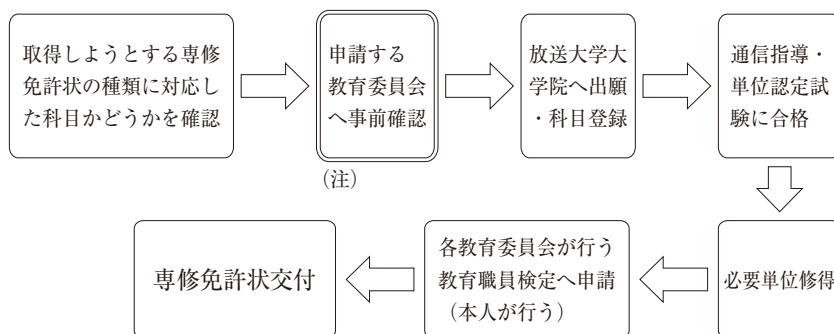 取得しようとする専修
免許状の種類に対応し
た科目かどうかを確認
申請する
教育委員会
へ事前確認
(注)
放送大学大
学院へ出願
・科目登録
通信指導・
単位認定試
験に合格
必要単位修得
各教育委員会が行う
教育職員検定へ申請
（本人が行う）
専修免許状交付